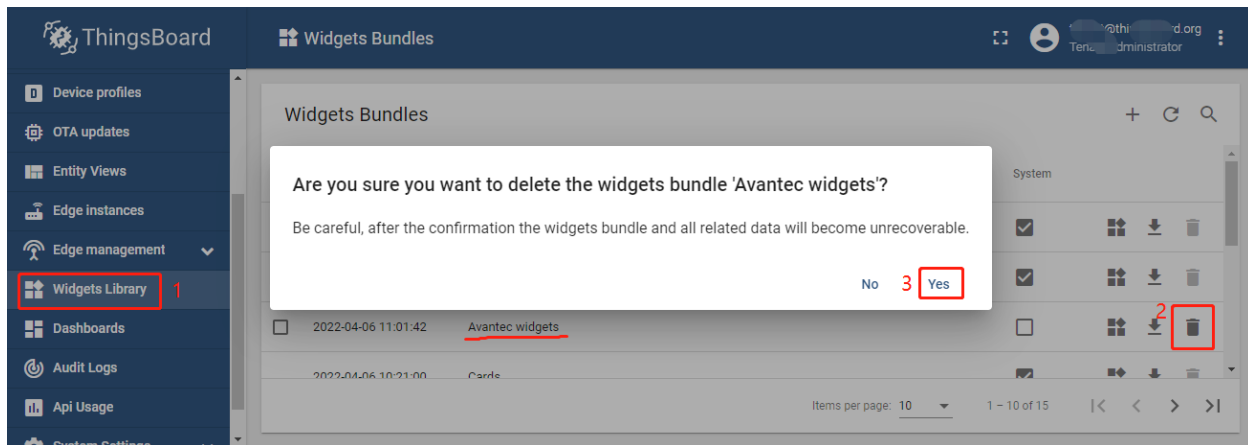 ThingsBoard
Widgets Bundles
Device profiles
OTA updates
Entity Views
Edge instances
Edge management
Widgets Library 1
Dashboards
Audit Logs
Api Usage
System Settings
Widgets Bundles
System
Are you sure you want to delete the widgets bundle 'Avantec widgets'?
Be careful, after the confirmation the widgets bundle and all related data will become unrecoverable.
No 3 Yes
2022-04-06 11:01:42 Avantec widgets 2
2022-04-06 10:21:00 Cards
Items per page: 10 1 – 10 of 15